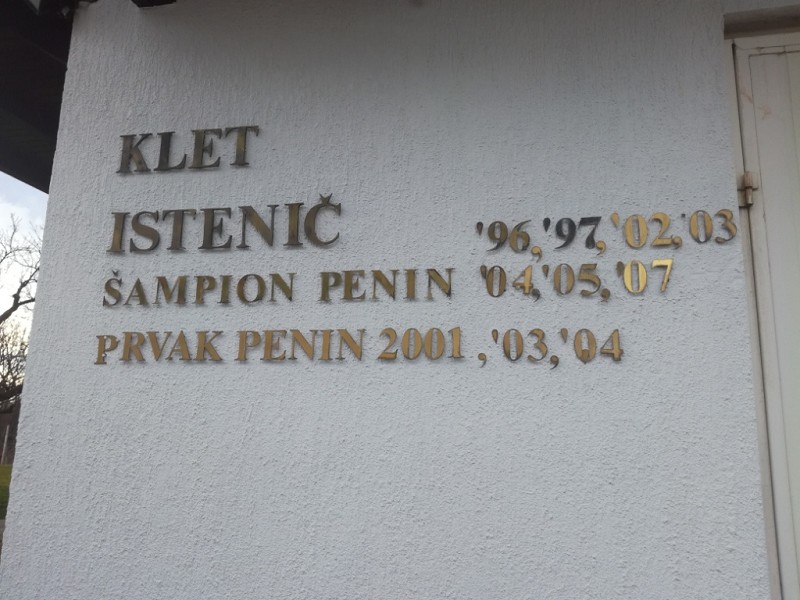 KLET
ISTENIČ '96,'97,'02,'03
ŠAMPION PENIN '04,'05,'07
PRVAK PENIN 2001 ,'03,'04